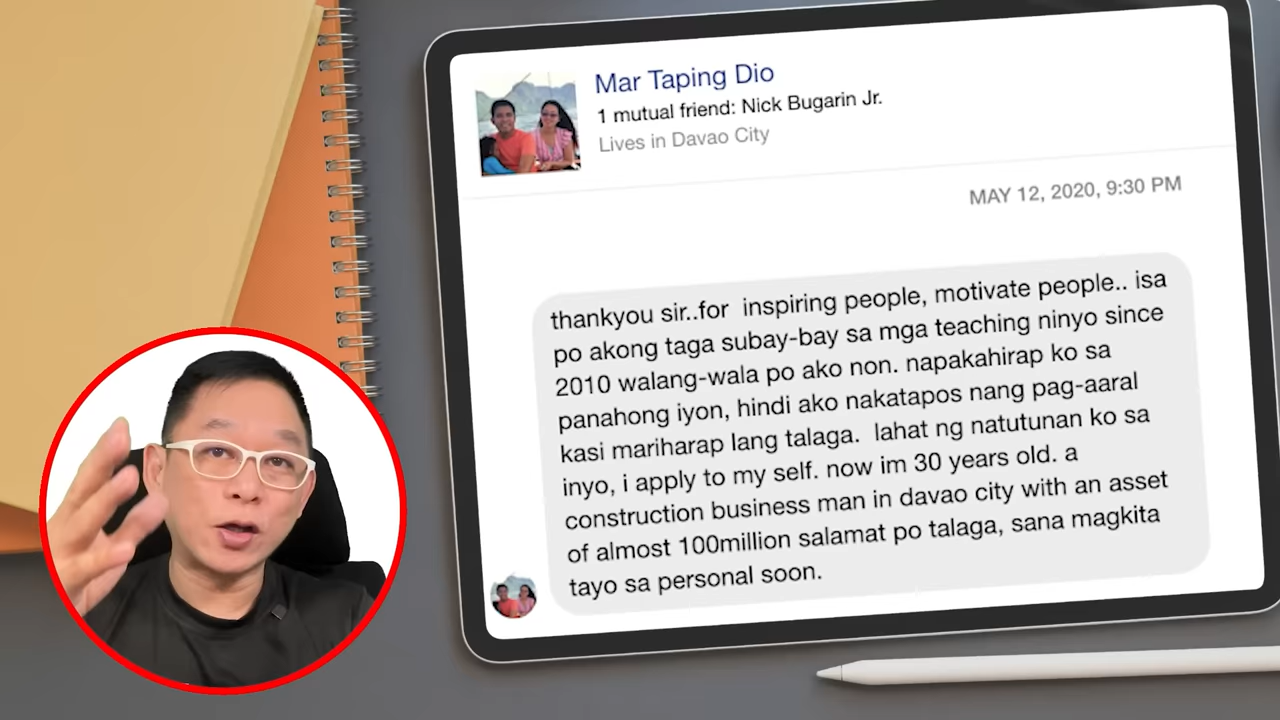 Mar Taping Dio
1 mutual friend: Nick Bugarin Jr.
Lives in Davao City
MAY 12, 2020, 9:30 PM
thankyou sir..for inspiring people, motivate people.. isa
po akong taga subay-bay sa mga teaching ninyo since
2010 walang-wala po ako non. napakahirap ko sa
panahong iyon, hindi ako nakatapos nang pag-aaral
kasi mariharap lang talaga. lahat ng natutunan ko sa
inyo, i apply to my self. now im 30 years old. a
construction business man in davao city with an asset
of almost 100million salamat po talaga, sana magkita
tayo sa personal soon.